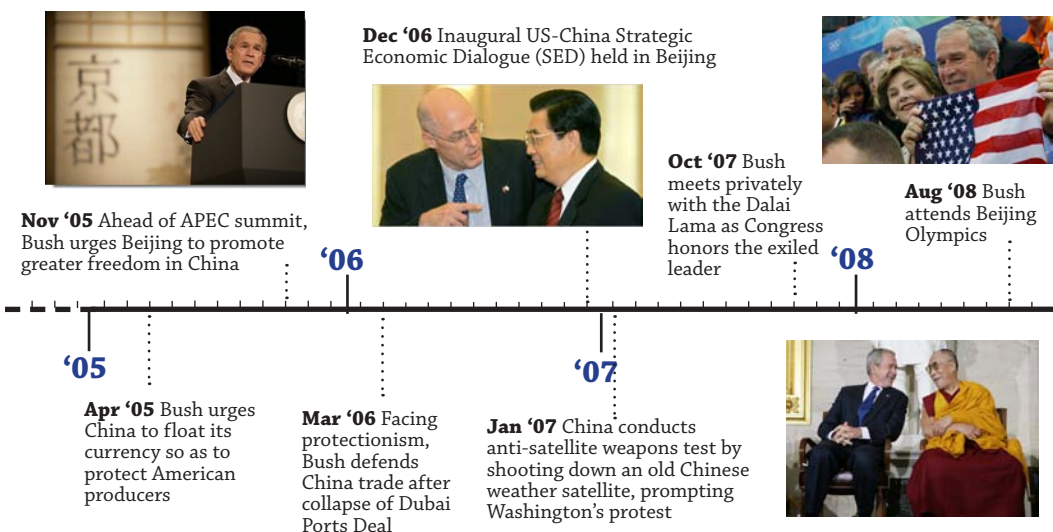 京
都
Dec ‘06 Inaugural US-China Strategic
Economic Dialogue (SED) held in Beijing
Nov ‘05 Ahead of APEC summit,
Bush urges Beijing to promote
greater freedom in China
Oct ‘07 Bush
meets privately
with the Dalai
Lama as Congress
honors the exiled
leader
Aug ‘08 Bush
attends Beijing
Olympics
‘06
‘08
‘05
‘07
Apr ‘05 Bush urges
China to float its
currency so as to
protect American
producers
Mar ‘06 Facing
protectionism,
Bush defends
China trade after
collapse of Dubai
Ports Deal
Jan ‘07 China conducts
anti-satellite weapons test by
shooting down an old Chinese
weather satellite, prompting
Washington’s protest